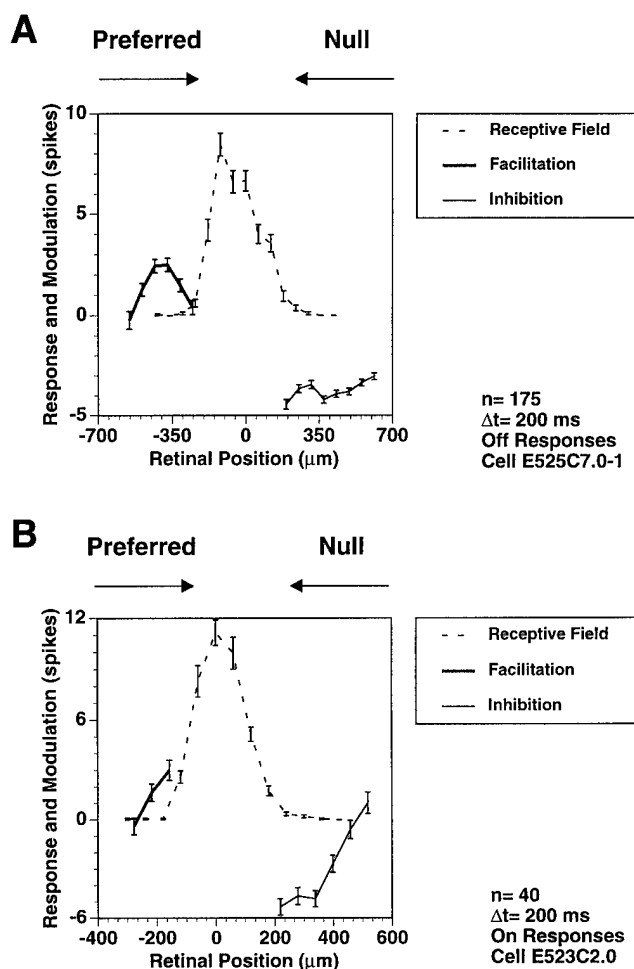 A
Preferred
Null
Response and Modulation (spikes)
10
5
0
-5
-700
-350
0
350
700
Retinal Position (μm)
Receptive Field
Facilitation
Inhibition
n= 175
Δt= 200 ms
Off Responses
Cell E525C7.0-1
B
Preferred
Null
Response and Modulation (spikes)
12
6
0
-6
-400
-200
0
200
400
600
Retinal Position (μm)
Receptive Field
Facilitation
Inhibition
n= 40
Δt= 200 ms
On Responses
Cell E523C2.0